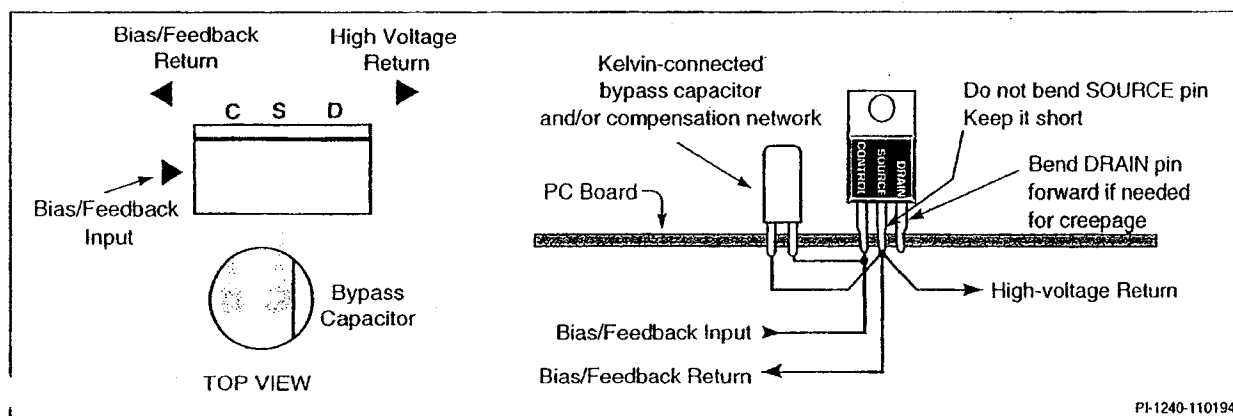 Bias/Feedback
Return
High Voltage
Return
C S D
Bias/Feedback
Input
Bypass
Capacitor
TOP VIEW
Kelvin-connected
bypass capacitor
and/or compensation network
Do not bend SOURCE pin
Keep it short
CONTROL
SOURCE
DRAIN
Bend DRAIN pin
forward if needed
for creepage
PC Board
High-voltage Return
Bias/Feedback Input
Bias/Feedback Return
PI-1240-110194